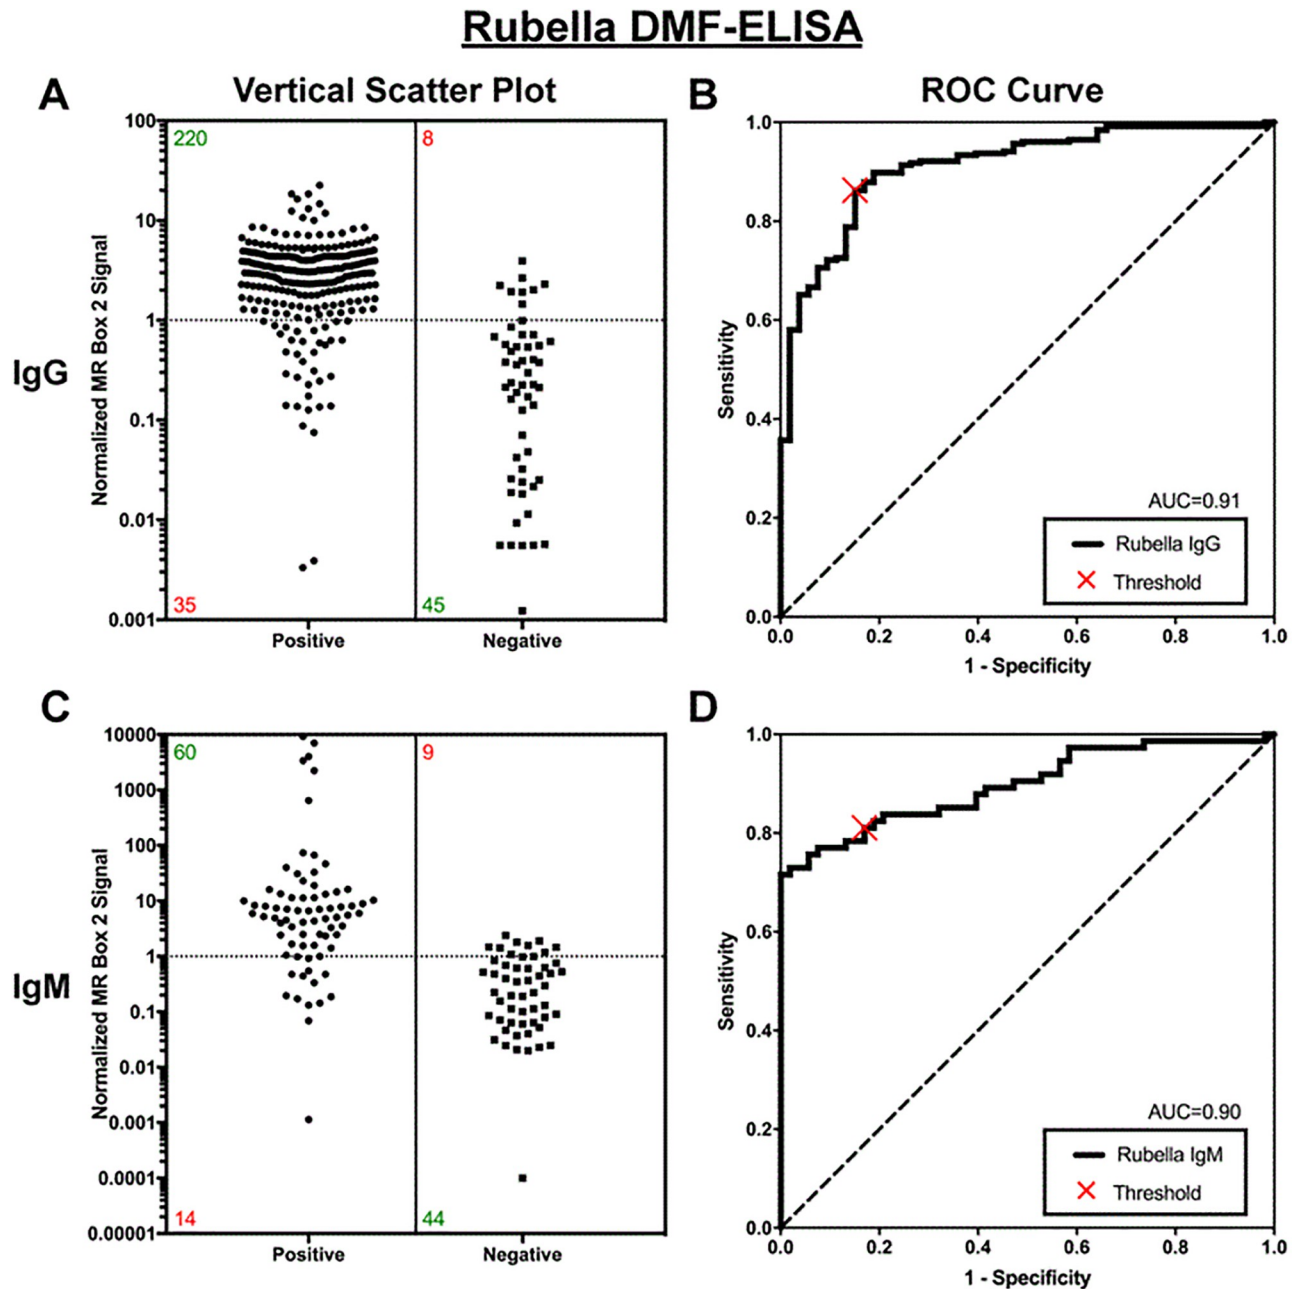 Rubella DMF-ELISA
A
Vertical Scatter Plot
B
ROC Curve
IgG
Normalized MR Box 2 Signal
100
10
1
0.1
0.01
0.001
220
8
35
45
Positive
Negative
Sensitivity
1.0
0.8
0.6
0.4
0.2
0.0
AUC=0.91
Rubella IgG
Threshold
0.0
0.2
0.4
0.6
0.8
1.0
1 - Specificity
C
D
IgM
Normalized MR Box 2 Signal
10000
1000
100
10
1
0.1
0.01
0.001
0.0001
0.00001
60
9
14
44
Positive
Negative
Sensitivity
1.0
0.8
0.6
0.4
0.2
0.0
AUC=0.90
Rubella IgM
Threshold
0.0
0.2
0.4
0.6
0.8
1.0
1 - Specificity